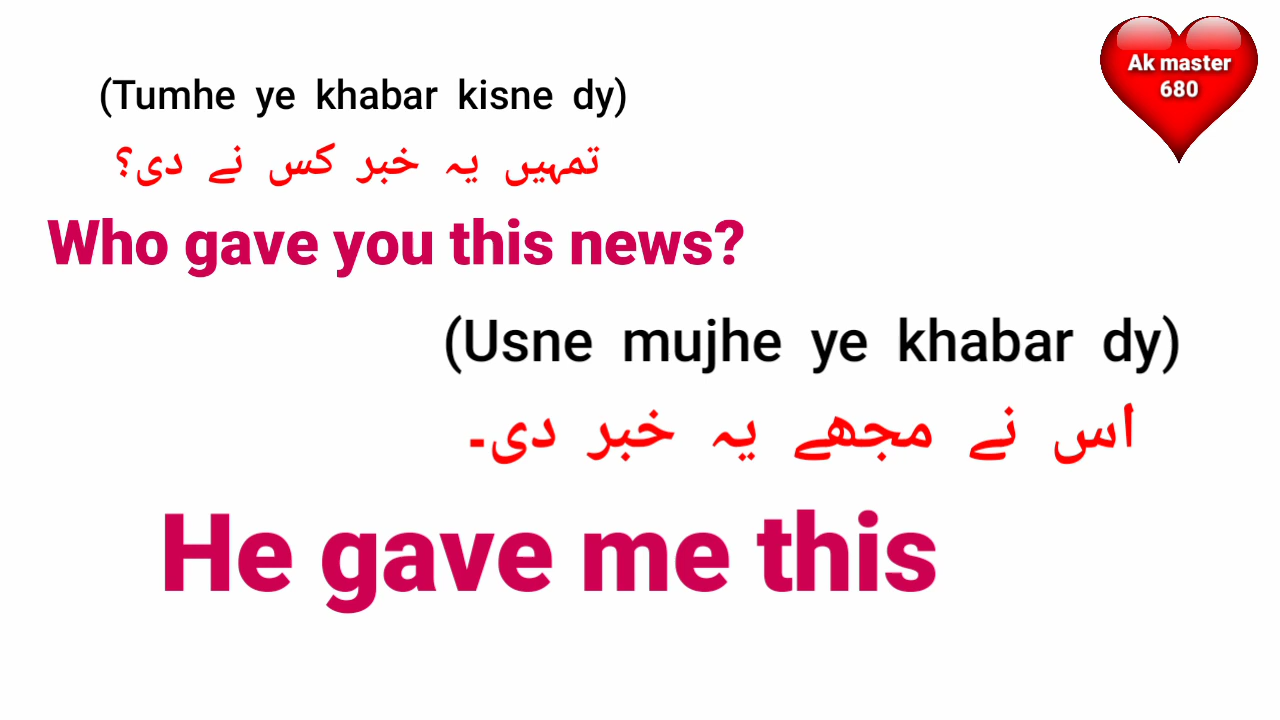 Ak master
680
(Tumhe ye khabar kisne dy)
تمہیں یہ خبر کس نے دی؟
Who gave you this news?
(Usne mujhe ye khabar dy)
اس نے مجھے یہ خبر دی۔
He gave me this